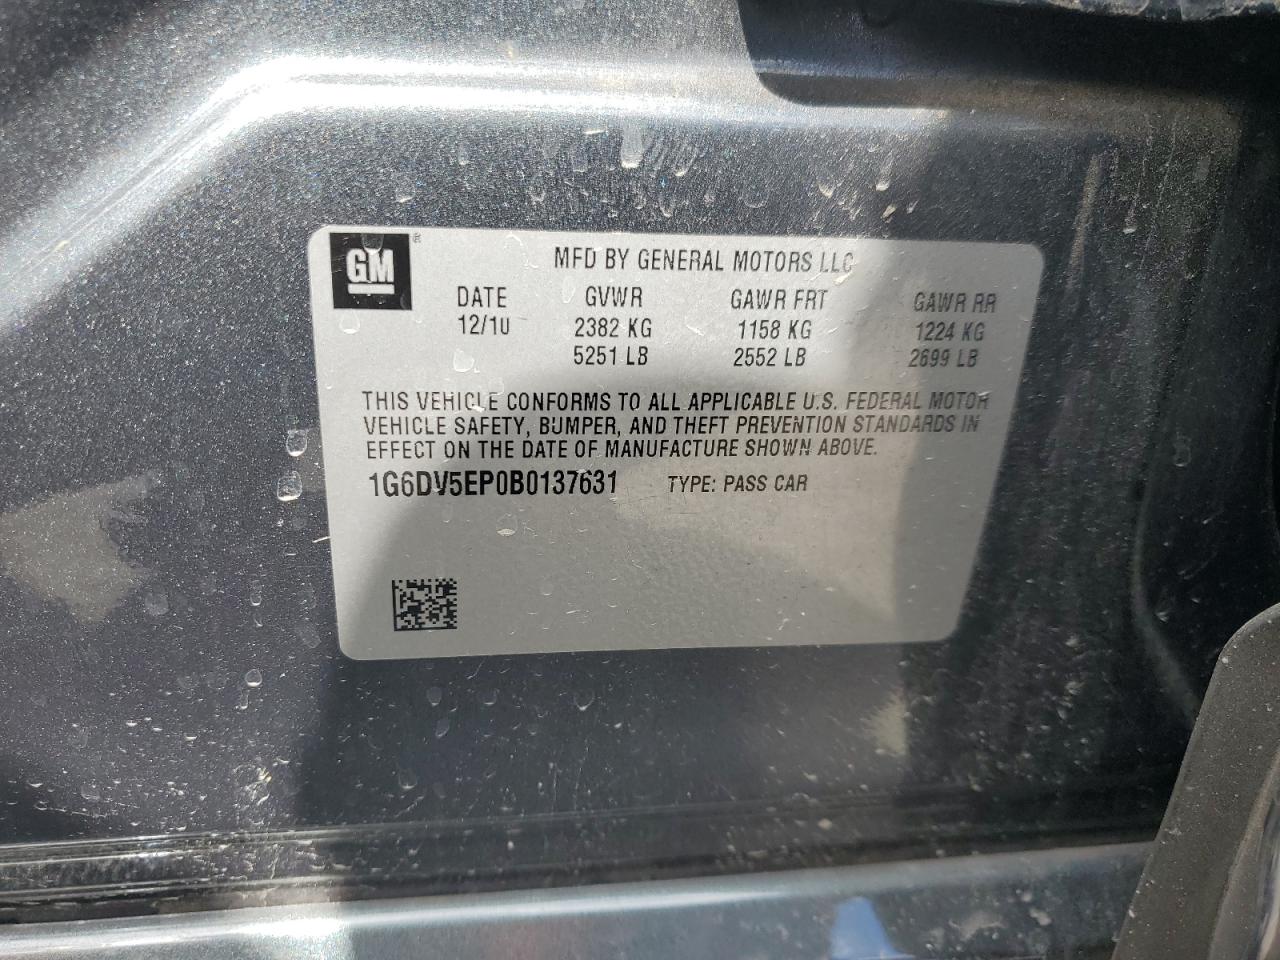 GM
MFD BY GENERAL MOTORS LLC
DATE GVWR GAWR FRT GAWR RR
12/10 2382 KG 1158 KG 1224 KG
5251 LB 2552 LB 2699 LB
THIS VEHICLE CONFORMS TO ALL APPLICABLE U.S. FEDERAL MOTOR
VEHICLE SAFETY, BUMPER, AND THEFT PREVENTION STANDARDS IN
EFFECT ON THE DATE OF MANUFACTURE SHOWN ABOVE.
1G6DV5EP0B0137631 TYPE: PASS CAR